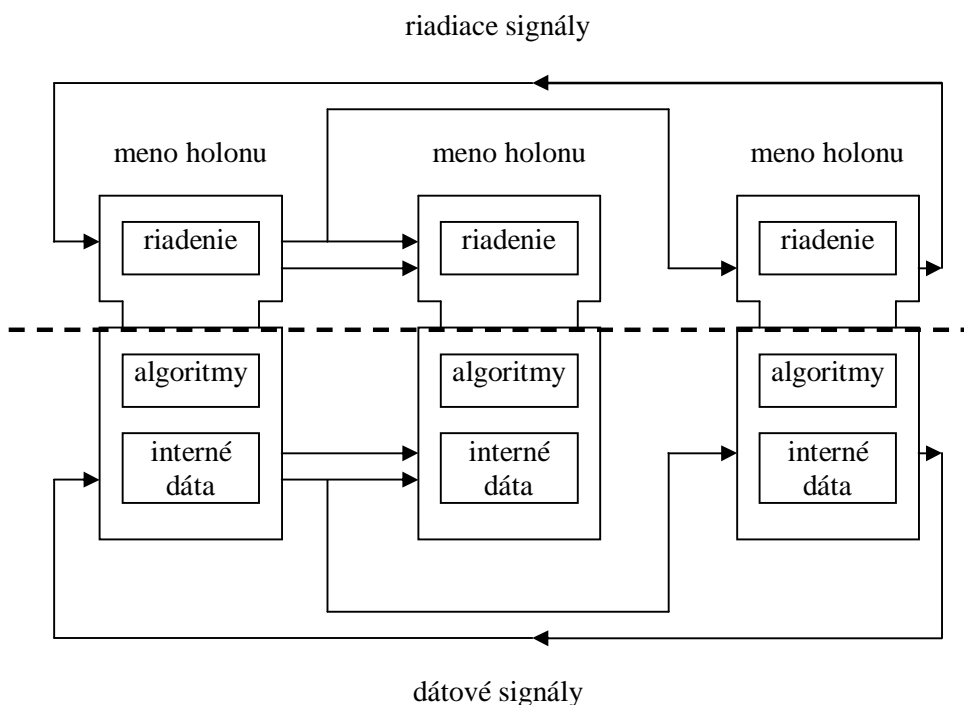 riadiace signály
meno holonu
meno holonu
meno holonu
riadenie
riadenie
riadenie
algoritmy
algoritmy
algoritmy
interné
dáta
interné
dáta
interné
dáta
dátové signály